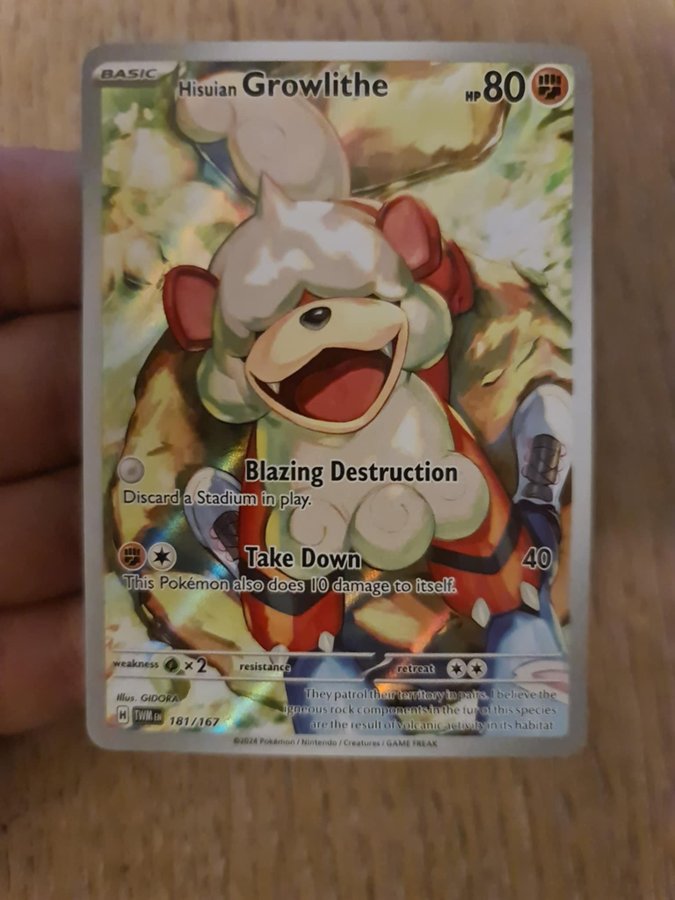 BASIC Hisuian Growlithe HP 80
Blazing Destruction
Discard a Stadium in play.
Take Down 40
This Pokémon also does 10 damage to itself.
weakness ×2 resistance retreat
Illus. GIDORA
They patrol their territory in pairs. I believe the
igneous rock components in the fur of this species
are the result of volcanic activity in its habitat.
H TWM EN 181/167
©2024 Pokémon / Nintendo / Creatures / GAME FREAK